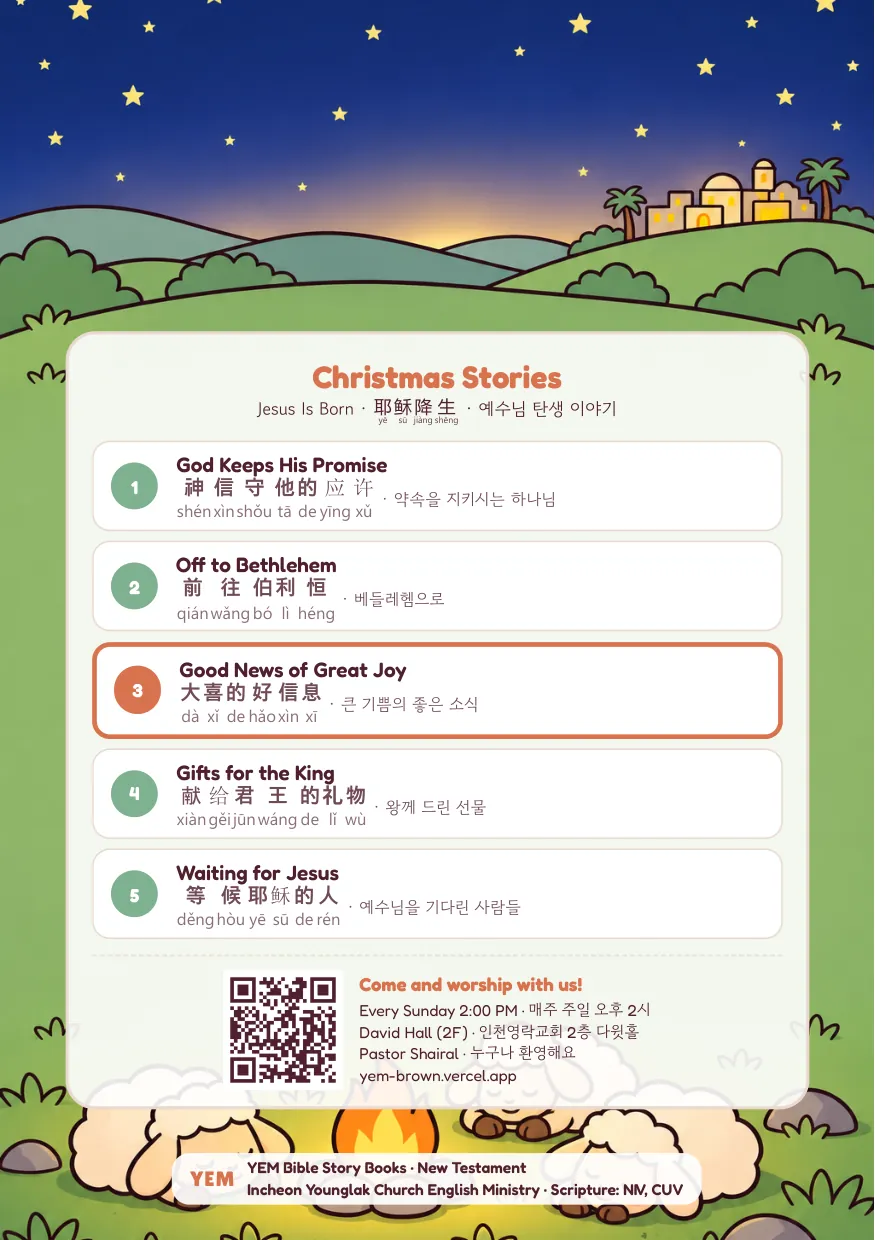 Christmas Stories
Jesus Is Born · 耶稣降生 · 예수님 탄생 이야기
yē sū jiàng shēng
1
God Keeps His Promise
神信守他的应许 · 약속을 지키시는 하나님
shén xìn shǒu tā de yīng xǔ
2
Off to Bethlehem
前往伯利恒 · 베들레헴으로
qián wǎng bó lì héng
3
Good News of Great Joy
大喜的好信息 · 큰 기쁨의 좋은 소식
dà xǐ de hǎo xìn xī
4
Gifts for the King
献给君王的礼物 · 왕께 드린 선물
xiàn gěi jūn wáng de lǐ wù
5
Waiting for Jesus
等候耶稣的人 · 예수님을 기다린 사람들
děng hòu yē sū de rén
Come and worship with us!
Every Sunday 2:00 PM · 매주 주일 오후 2시
David Hall (2F) · 인천영락교회 2층 다윗홀
Pastor Shairal · 누구나 환영해요
yem-brown.vercel.app
YEM
YEM Bible Story Books · New Testament
Incheon Younglak Church English Ministry · Scripture: NIV, CUV